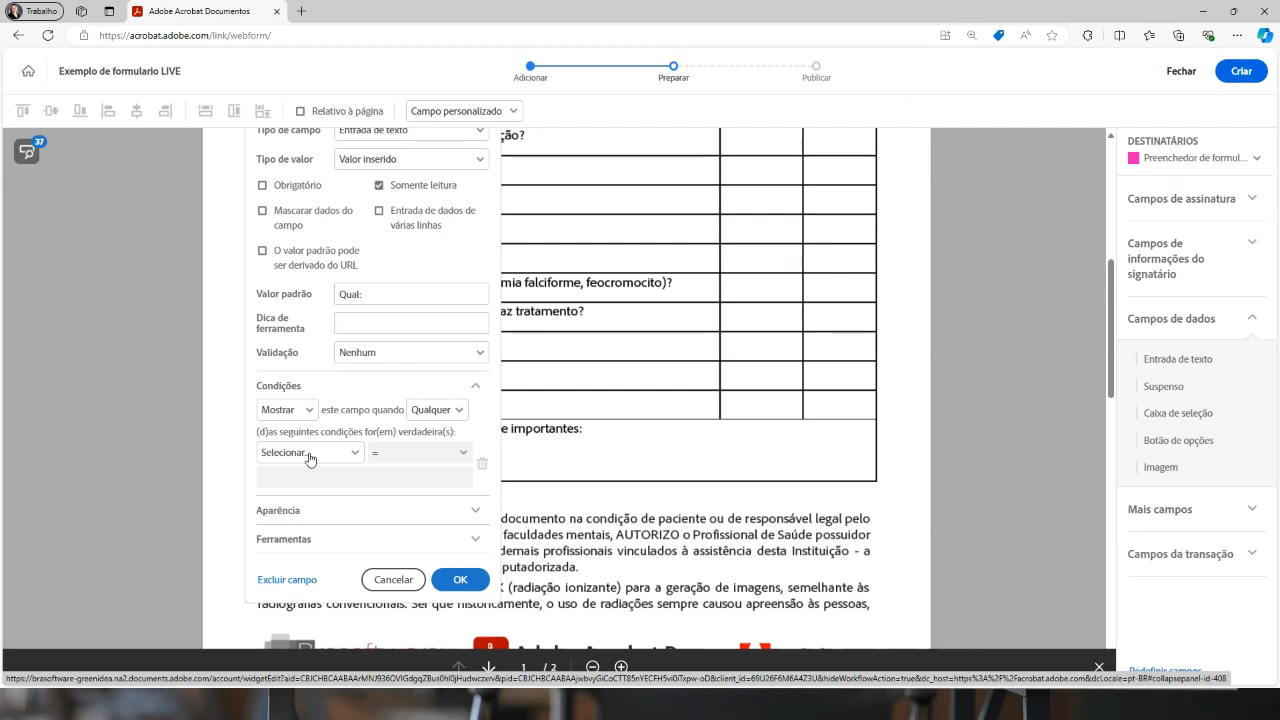 Trabalho
Adobe Acrobat Documentos
https://acrobat.adobe.com/link/webform/
Exemplo de formulario LIVE
Adicionar
Preparar
Publicar
Fechar
Criar
Relativo à página
Campo personalizado
37
Tipo de campo
Entrada de texto
Tipo de valor
Valor inserido
Obrigatório
Somente leitura
Mascarar dados do campo
Entrada de dados de várias linhas
O valor padrão pode ser derivado do URL
Valor padrão
Qual:
Dica de ferramenta
Validação
Nenhum
Condições
Mostrar
este campo quando
Qualquer
(d)as seguintes condições for(em) verdadeira(s):
Selecionar...
=
Aparência
Ferramentas
Excluir campo
Cancelar
OK
ção?
mia falciforme, feocromocito)?
az tratamento?
e importantes:
documento na condição de paciente ou de responsável legal pelo
faculdades mentais, AUTORIZO o Profissional de Saúde possuidor
demais profissionais vinculados à assistência desta Instituição - a
putadorizada.
X (radiação ionizante) para a geração de imagens, semelhante às
radiografias convencionais. Sei que historicamente, o uso de radiações sempre causou apreensão às pessoas,
1 / 2
DESTINATÁRIOS
Preenchedor de formul...
Campos de assinatura
Campos de informações do signatário
Campos de dados
Entrada de texto
Suspenso
Caixa de seleção
Botão de opções
Imagem
Mais campos
Campos da transação
Redefinir campos